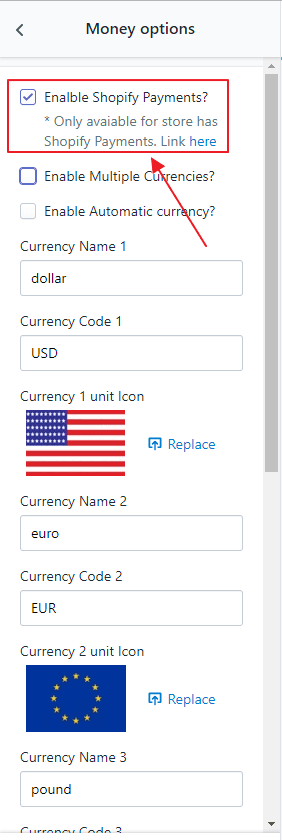 Money options
Enalble Shopify Payments?
* Only avaiable for store has
Shopify Payments. Link here
Enable Multiple Currencies?
Enable Automatic currency?
Currency Name 1
dollar
Currency Code 1
USD
Currency 1 unit Icon
Replace
Currency Name 2
euro
Currency Code 2
EUR
Currency 2 unit Icon
Replace
Currency Name 3
pound
Currency Code 3